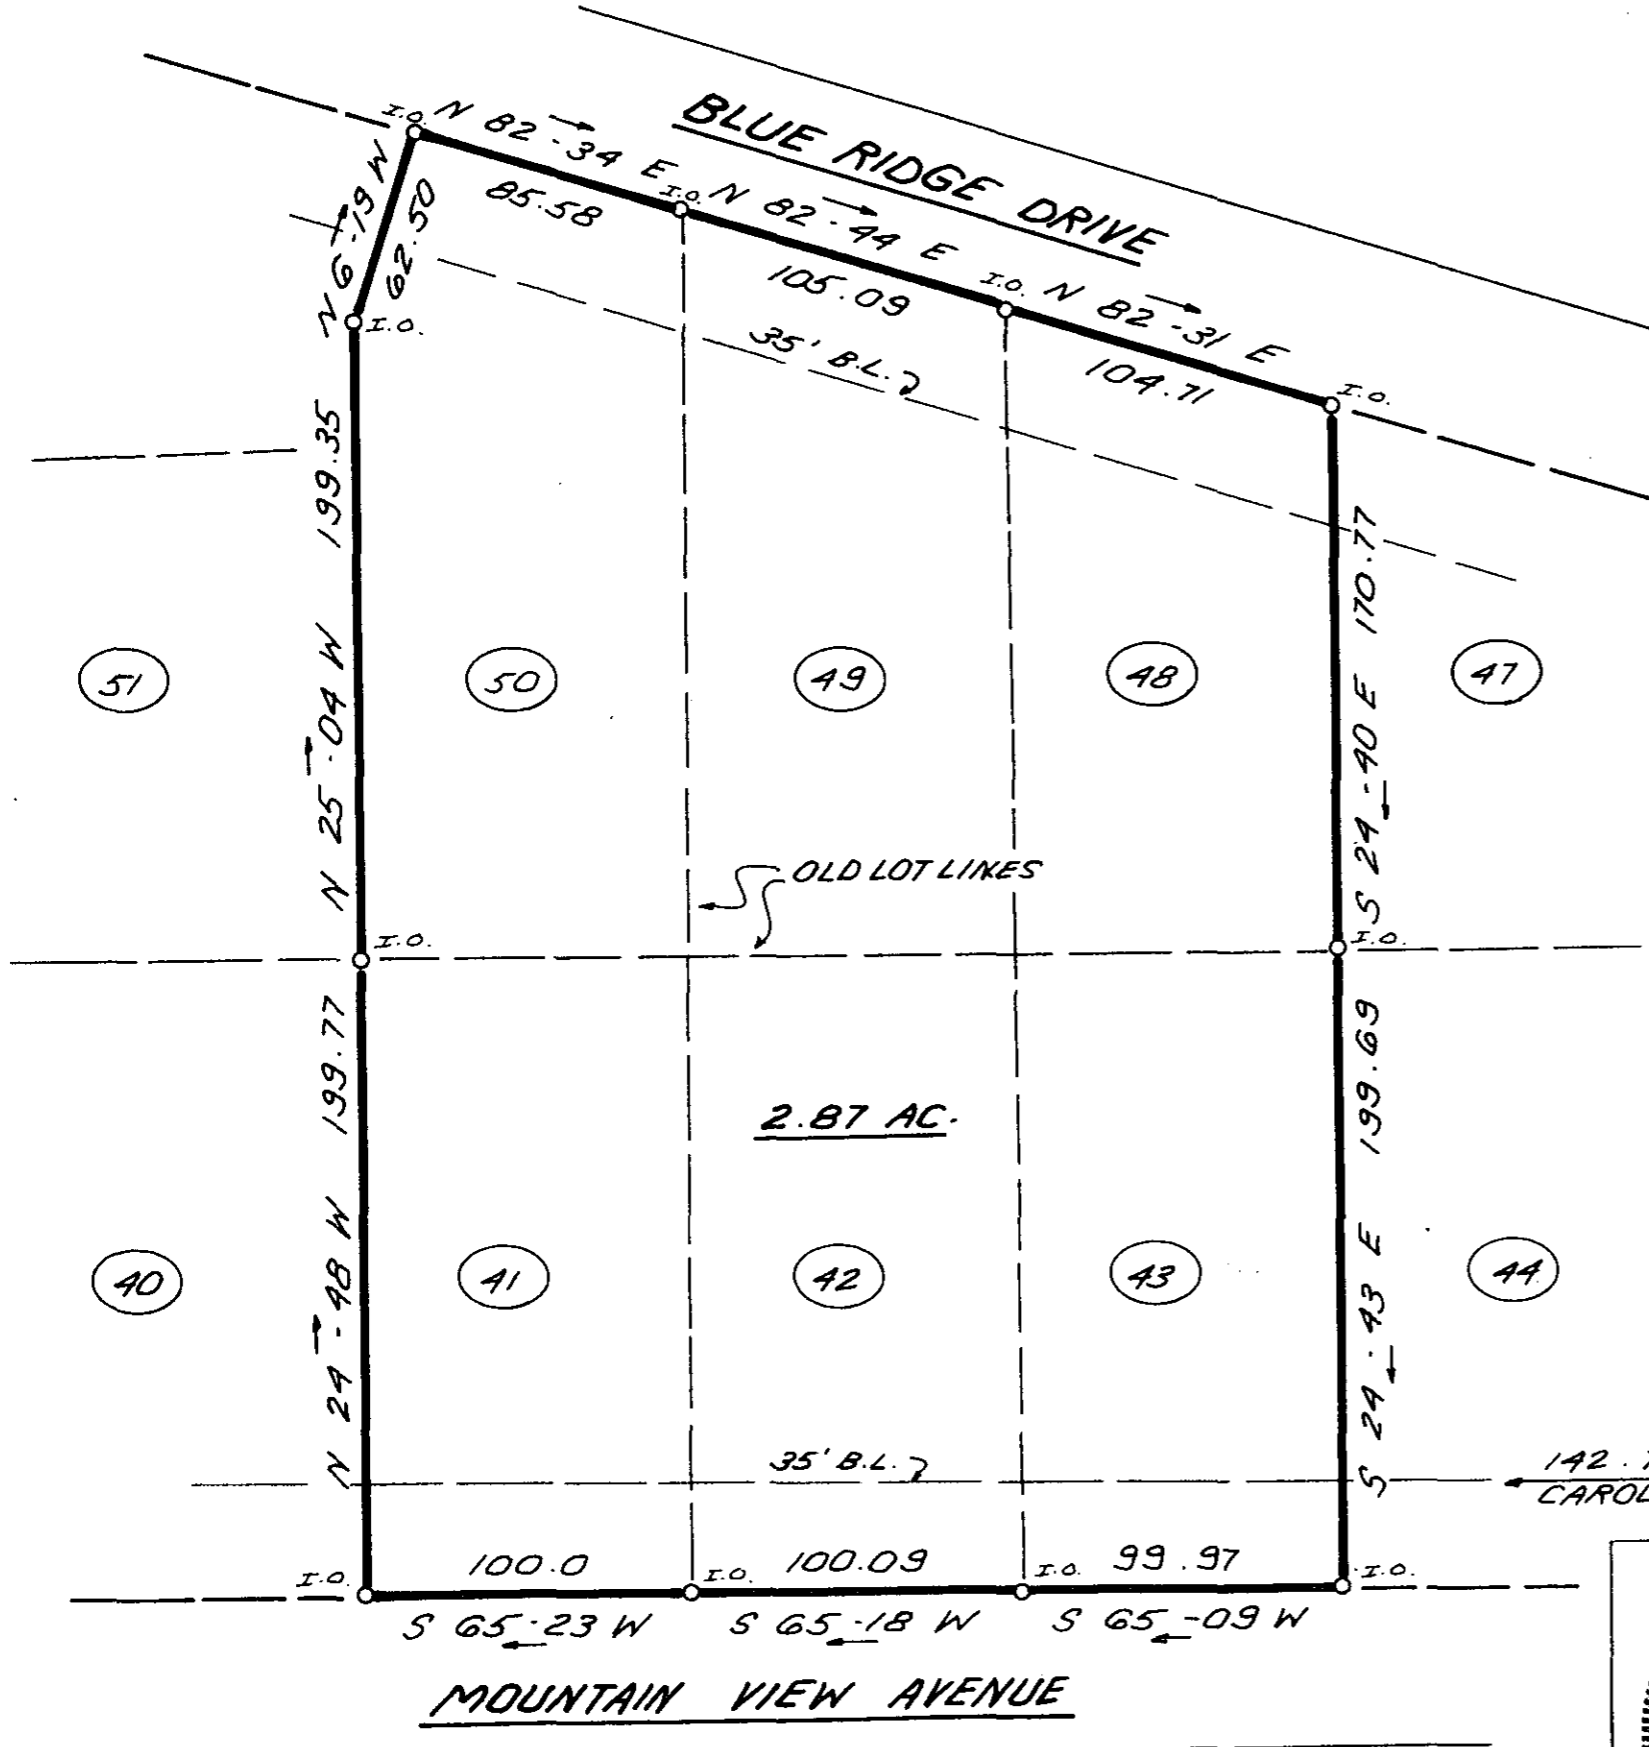 BLUE RIDGE DRIVE
I.O.
N 82-34 E
85.58
I.O.
N 82-44 E
105.09
I.O.
N 82-31 E
104.71
I.O.
N 6-19 W
62.50
I.O.
35' B.L.
N 25-04 W 199.35
S 24-40 E 170.77
51
50
49
48
47
OLD LOT LINES
I.O.
I.O.
N 24-48 W 199.77
S 24-43 E 199.69
2.87 AC.
40
41
42
43
44
35' B.L.
142.
CAROL
I.O.
100.0
I.O.
100.09
I.O.
99.97
I.O.
S 65-23 W
S 65-18 W
S 65-09 W
MOUNTAIN VIEW AVENUE